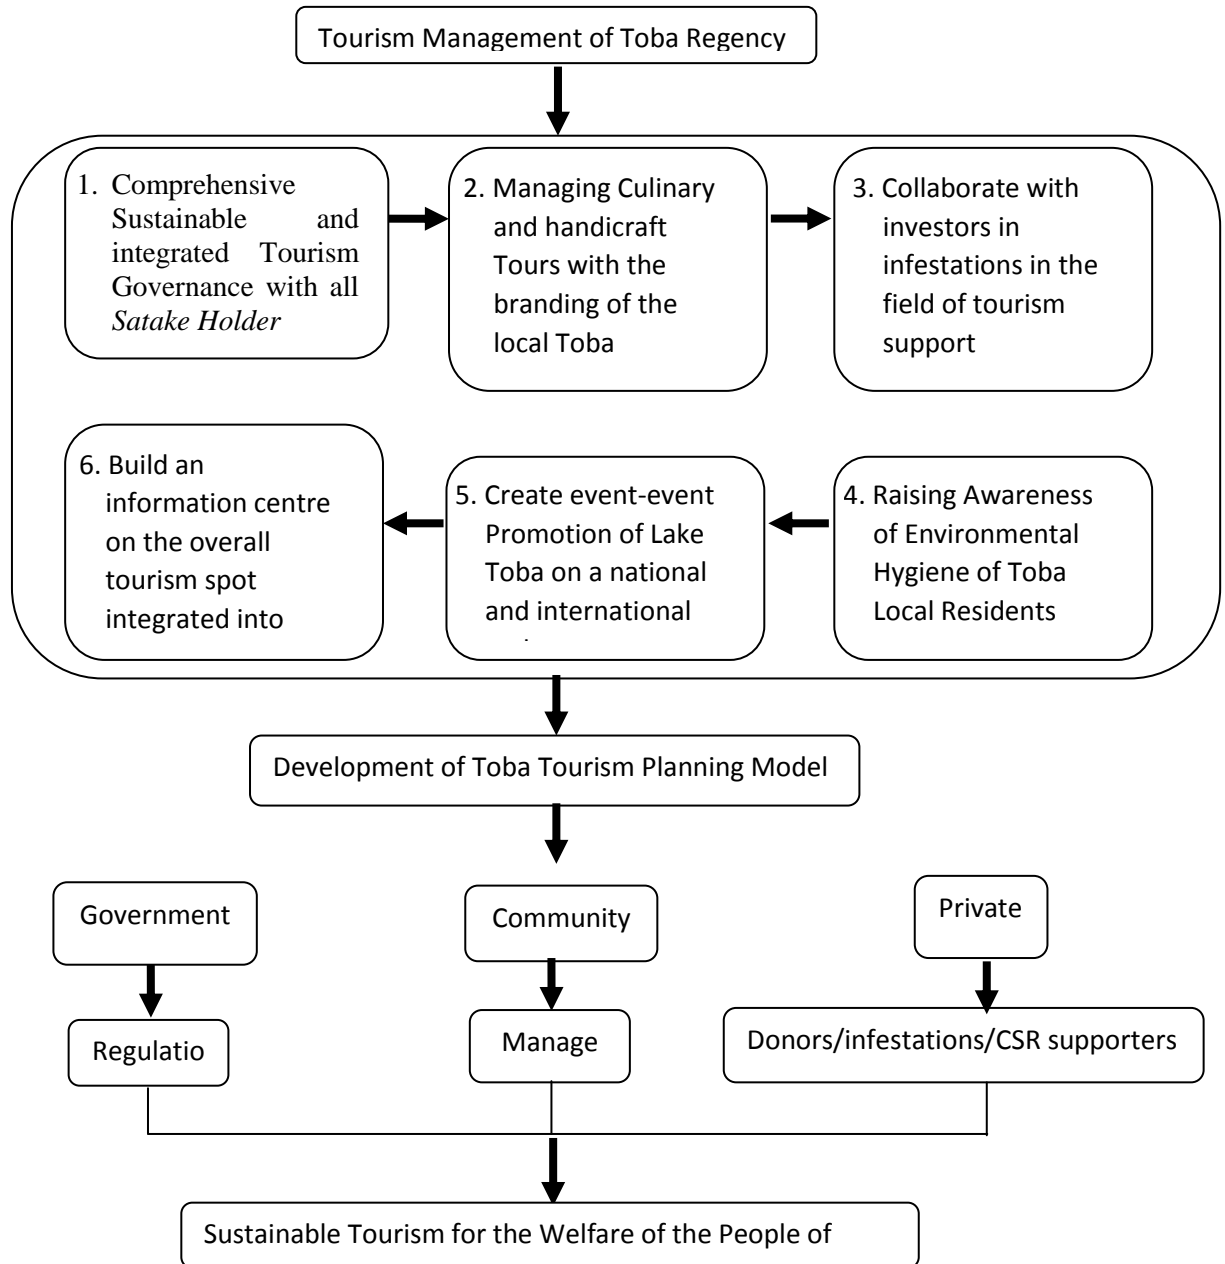 Tourism Management of Toba Regency
1. Comprehensive
Sustainable and
integrated Tourism
Governance with all
Satake Holder
2. Managing Culinary
and handicraft
Tours with the
branding of the
local Toba
3. Collaborate with
investors in
infestations in the
field of tourism
support
6. Build an
information centre
on the overall
tourism spot
integrated into
5. Create event-event
Promotion of Lake
Toba on a national
and international
4. Raising Awareness
of Environmental
Hygiene of Toba
Local Residents
Development of Toba Tourism Planning Model
Government
Community
Private
Regulatio
Manage
Donors/infestations/CSR supporters
Sustainable Tourism for the Welfare of the People of